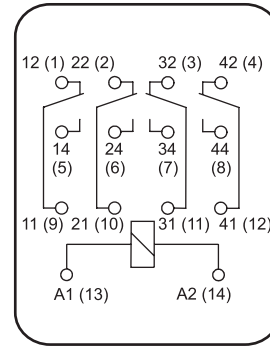 12 (1) 22 (2) 32 (3) 42 (4)
14 24 34 44
(5) (6) (7) (8)
11 (9) 21 (10) 31 (11) 41 (12)
A1 (13) A2 (14)